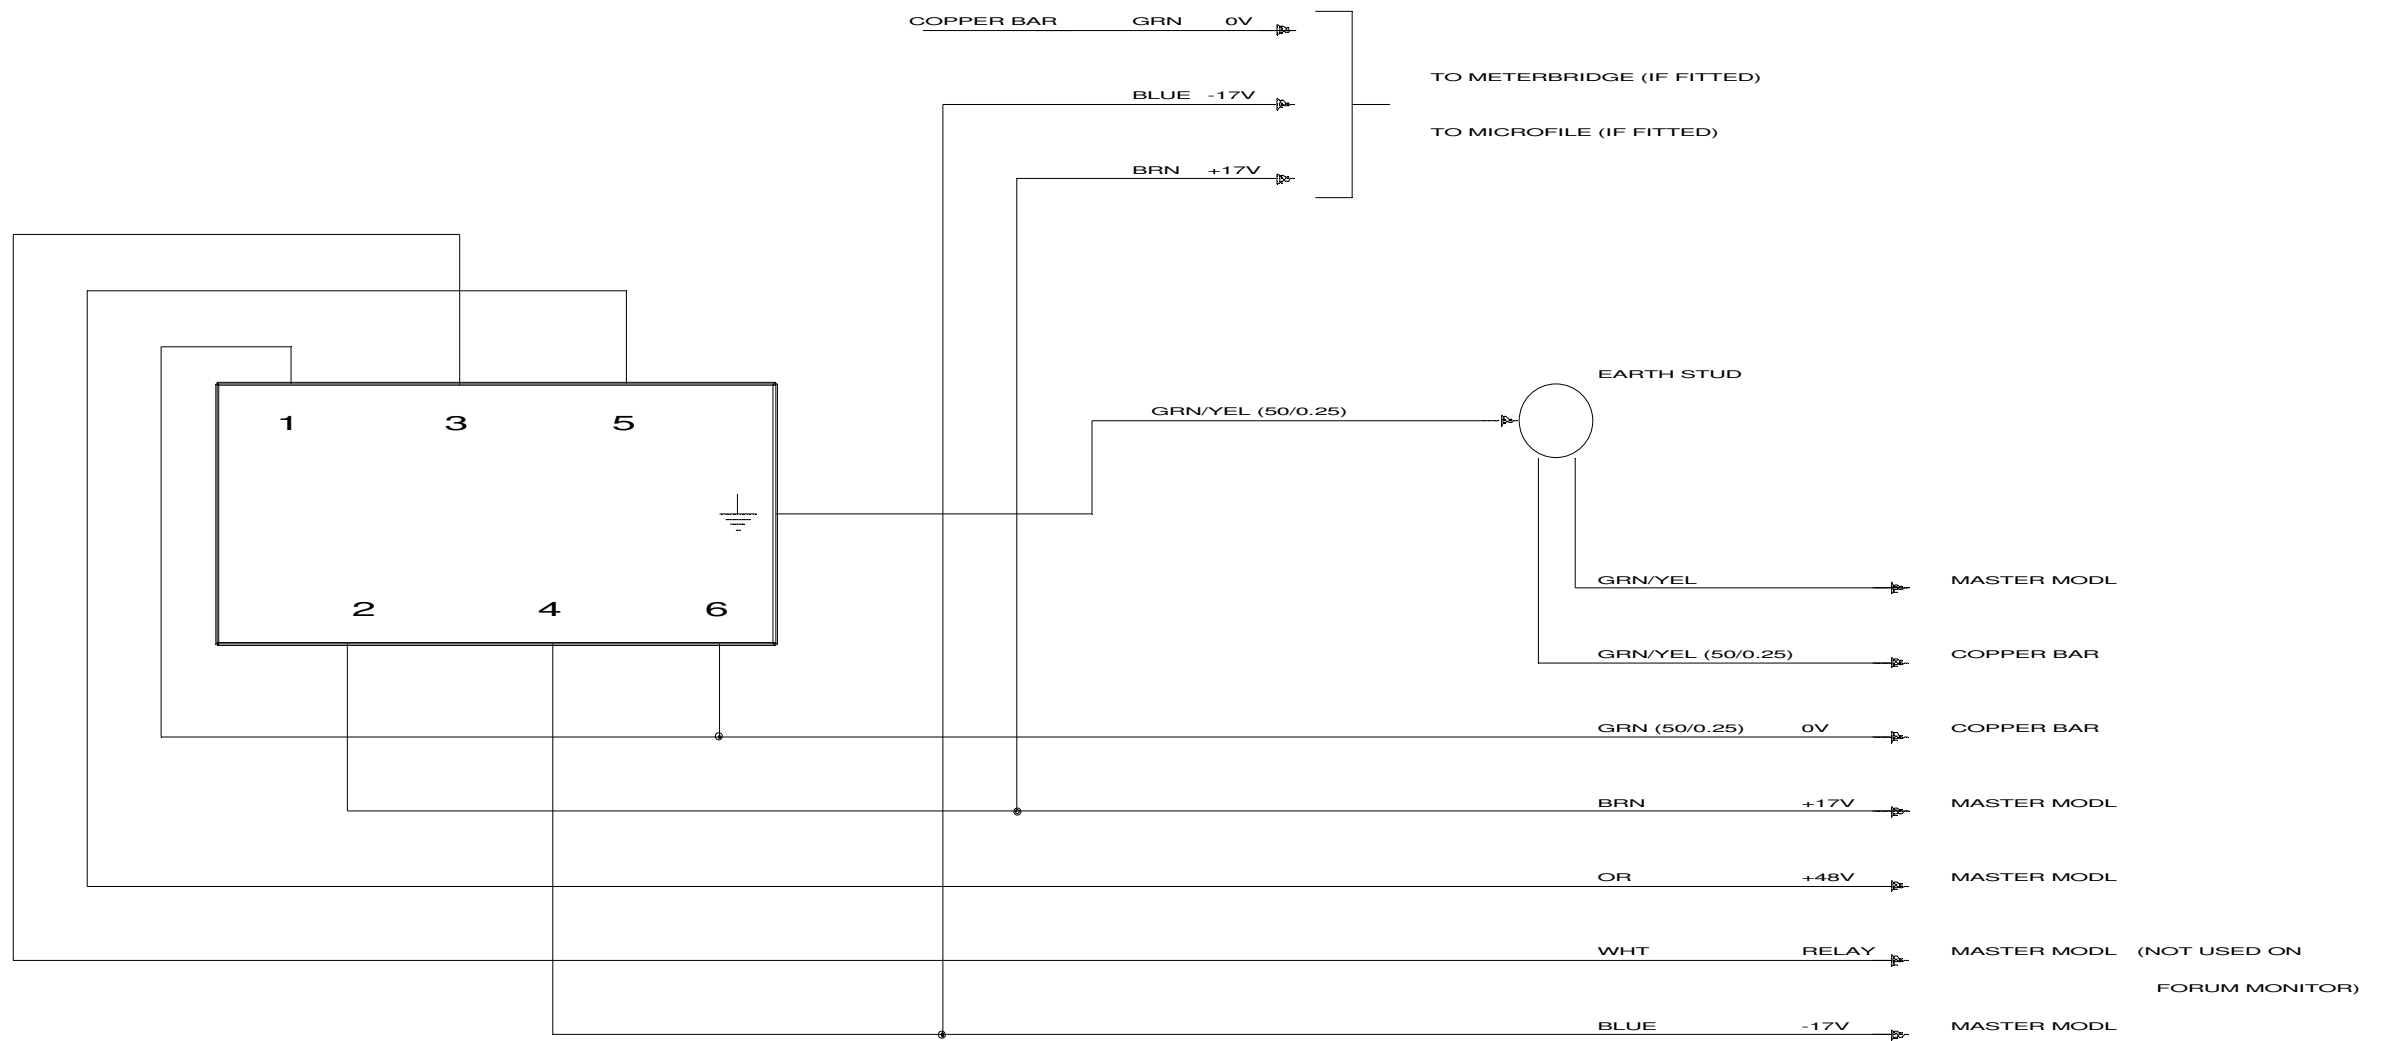 COPPER BAR GRN 0V
TO METERBRIDGE (IF FITTED)
BLUE -17V
TO MICROFILE (IF FITTED)
BRN +17V
EARTH STUD
GRN/YEL (50/0.25)
1 3 5
GRN/YEL MASTER MODL
2 4 6
GRN/YEL (50/0.25) COPPER BAR
GRN (50/0.25) 0V COPPER BAR
BRN +17V MASTER MODL
OR +48V MASTER MODL
WHT RELAY MASTER MODL (NOT USED ON
FORUM MONITOR)
BLUE -17V MASTER MODL